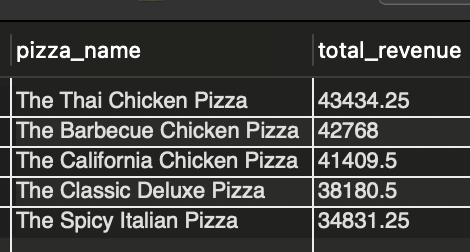 pizza_name total_revenue
The Thai Chicken Pizza 43434.25
The Barbecue Chicken Pizza 42768
The California Chicken Pizza 41409.5
The Classic Deluxe Pizza 38180.5
The Spicy Italian Pizza 34831.25